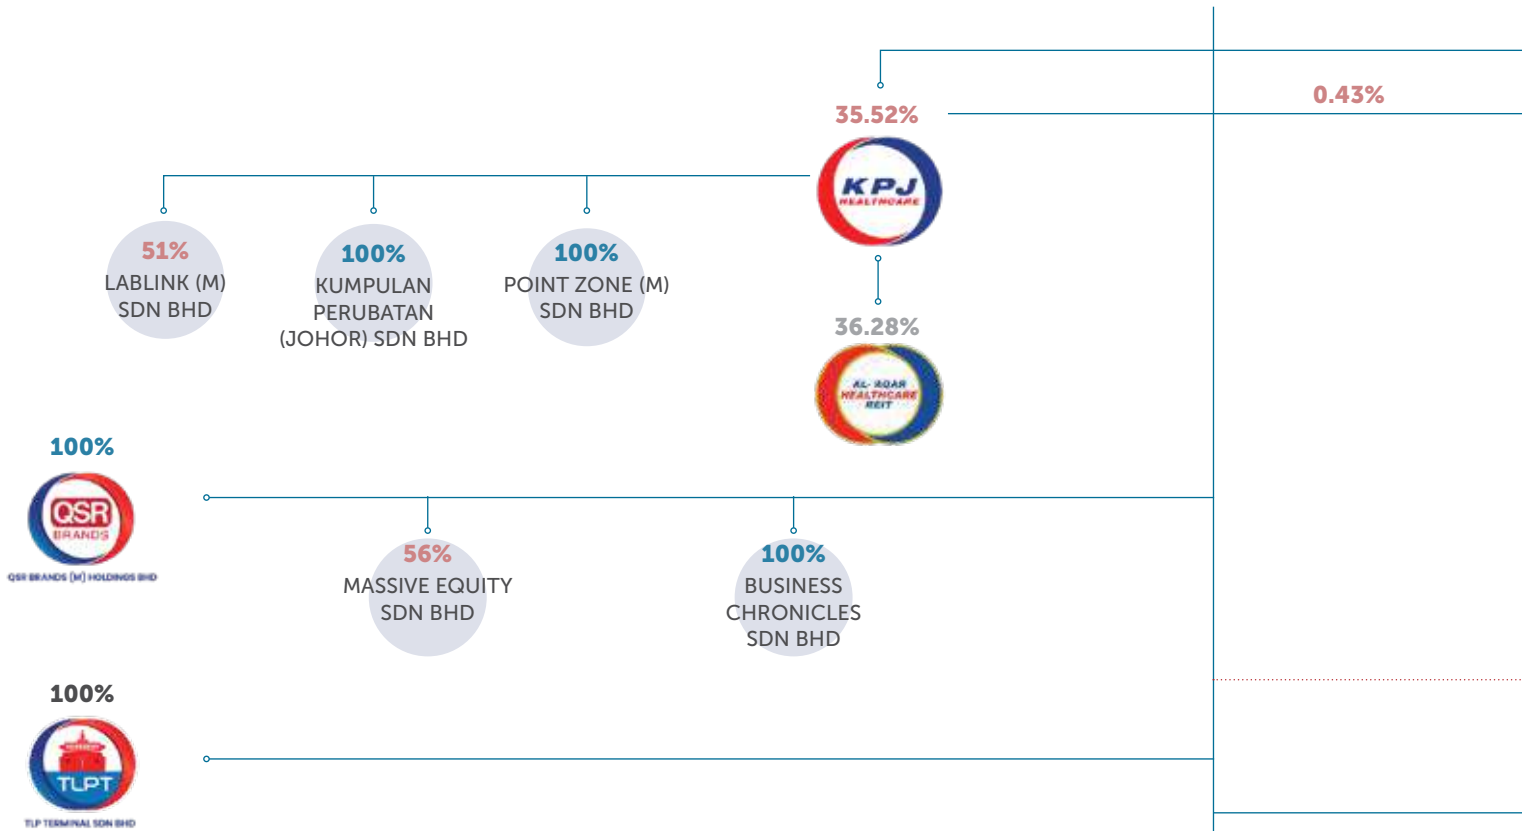 0.43%
35.52%
KPJ
HEALTHCARE
51%
LABLINK (M)
SDN BHD
100%
KUMPULAN
PERUBATAN
(JOHOR) SDN BHD
100%
POINT ZONE (M)
SDN BHD
36.28%
AL-`AQAR
HEALTHCARE
REIT
100%
QSR
BRANDS
QSR BRANDS (M) HOLDINGS BHD
56%
MASSIVE EQUITY
SDN BHD
100%
BUSINESS
CHRONICLES
SDN BHD
100%
TLPT
TLP TERMINAL SDN BHD